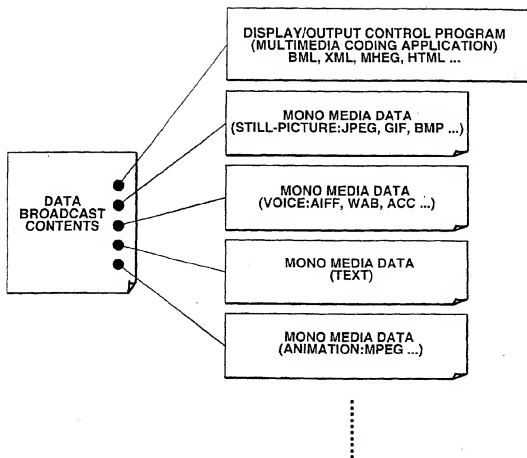 DISPLAY/OUTPUT CONTROL PROGRAM
(MULTIMEDIA CODING APPLICATION)
BML, XML, MHEG, HTML ...
MONO MEDIA DATA
(STILL-PICTURE:JPEG, GIF, BMP ...)
DATA
BROADCAST
CONTENTS
MONO MEDIA DATA
(VOICE:AIFF, WAB, ACC ...)
MONO MEDIA DATA
(TEXT)
MONO MEDIA DATA
(ANIMATION:MPEG ...)